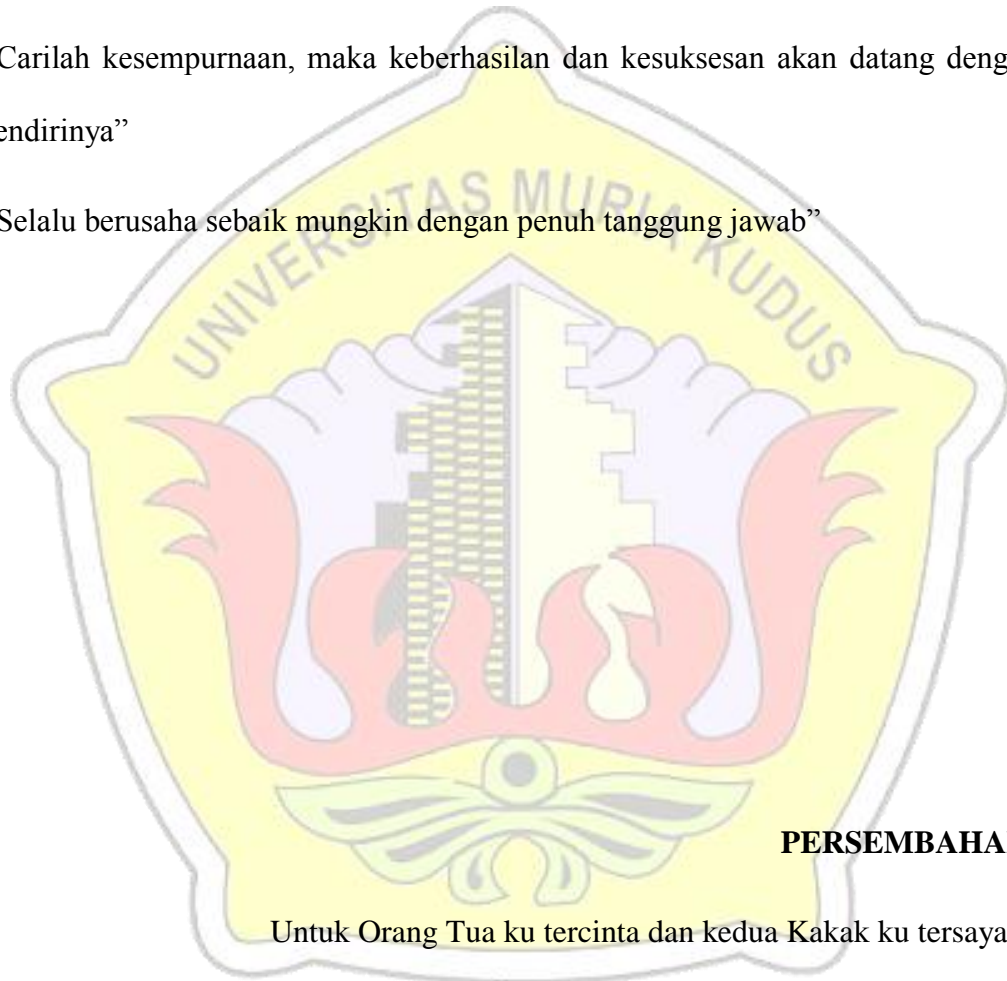 Carilah kesempurnaan, maka keberhasilan dan kesuksesan akan datang deng
endirinya”
Selalu berusaha sebaik mungkin dengan penuh tanggung jawab”
UNIVERSITAS MURIA KUDUS
PERSEMBAHA
Untuk Orang Tua ku tercinta dan kedua Kakak ku tersaya